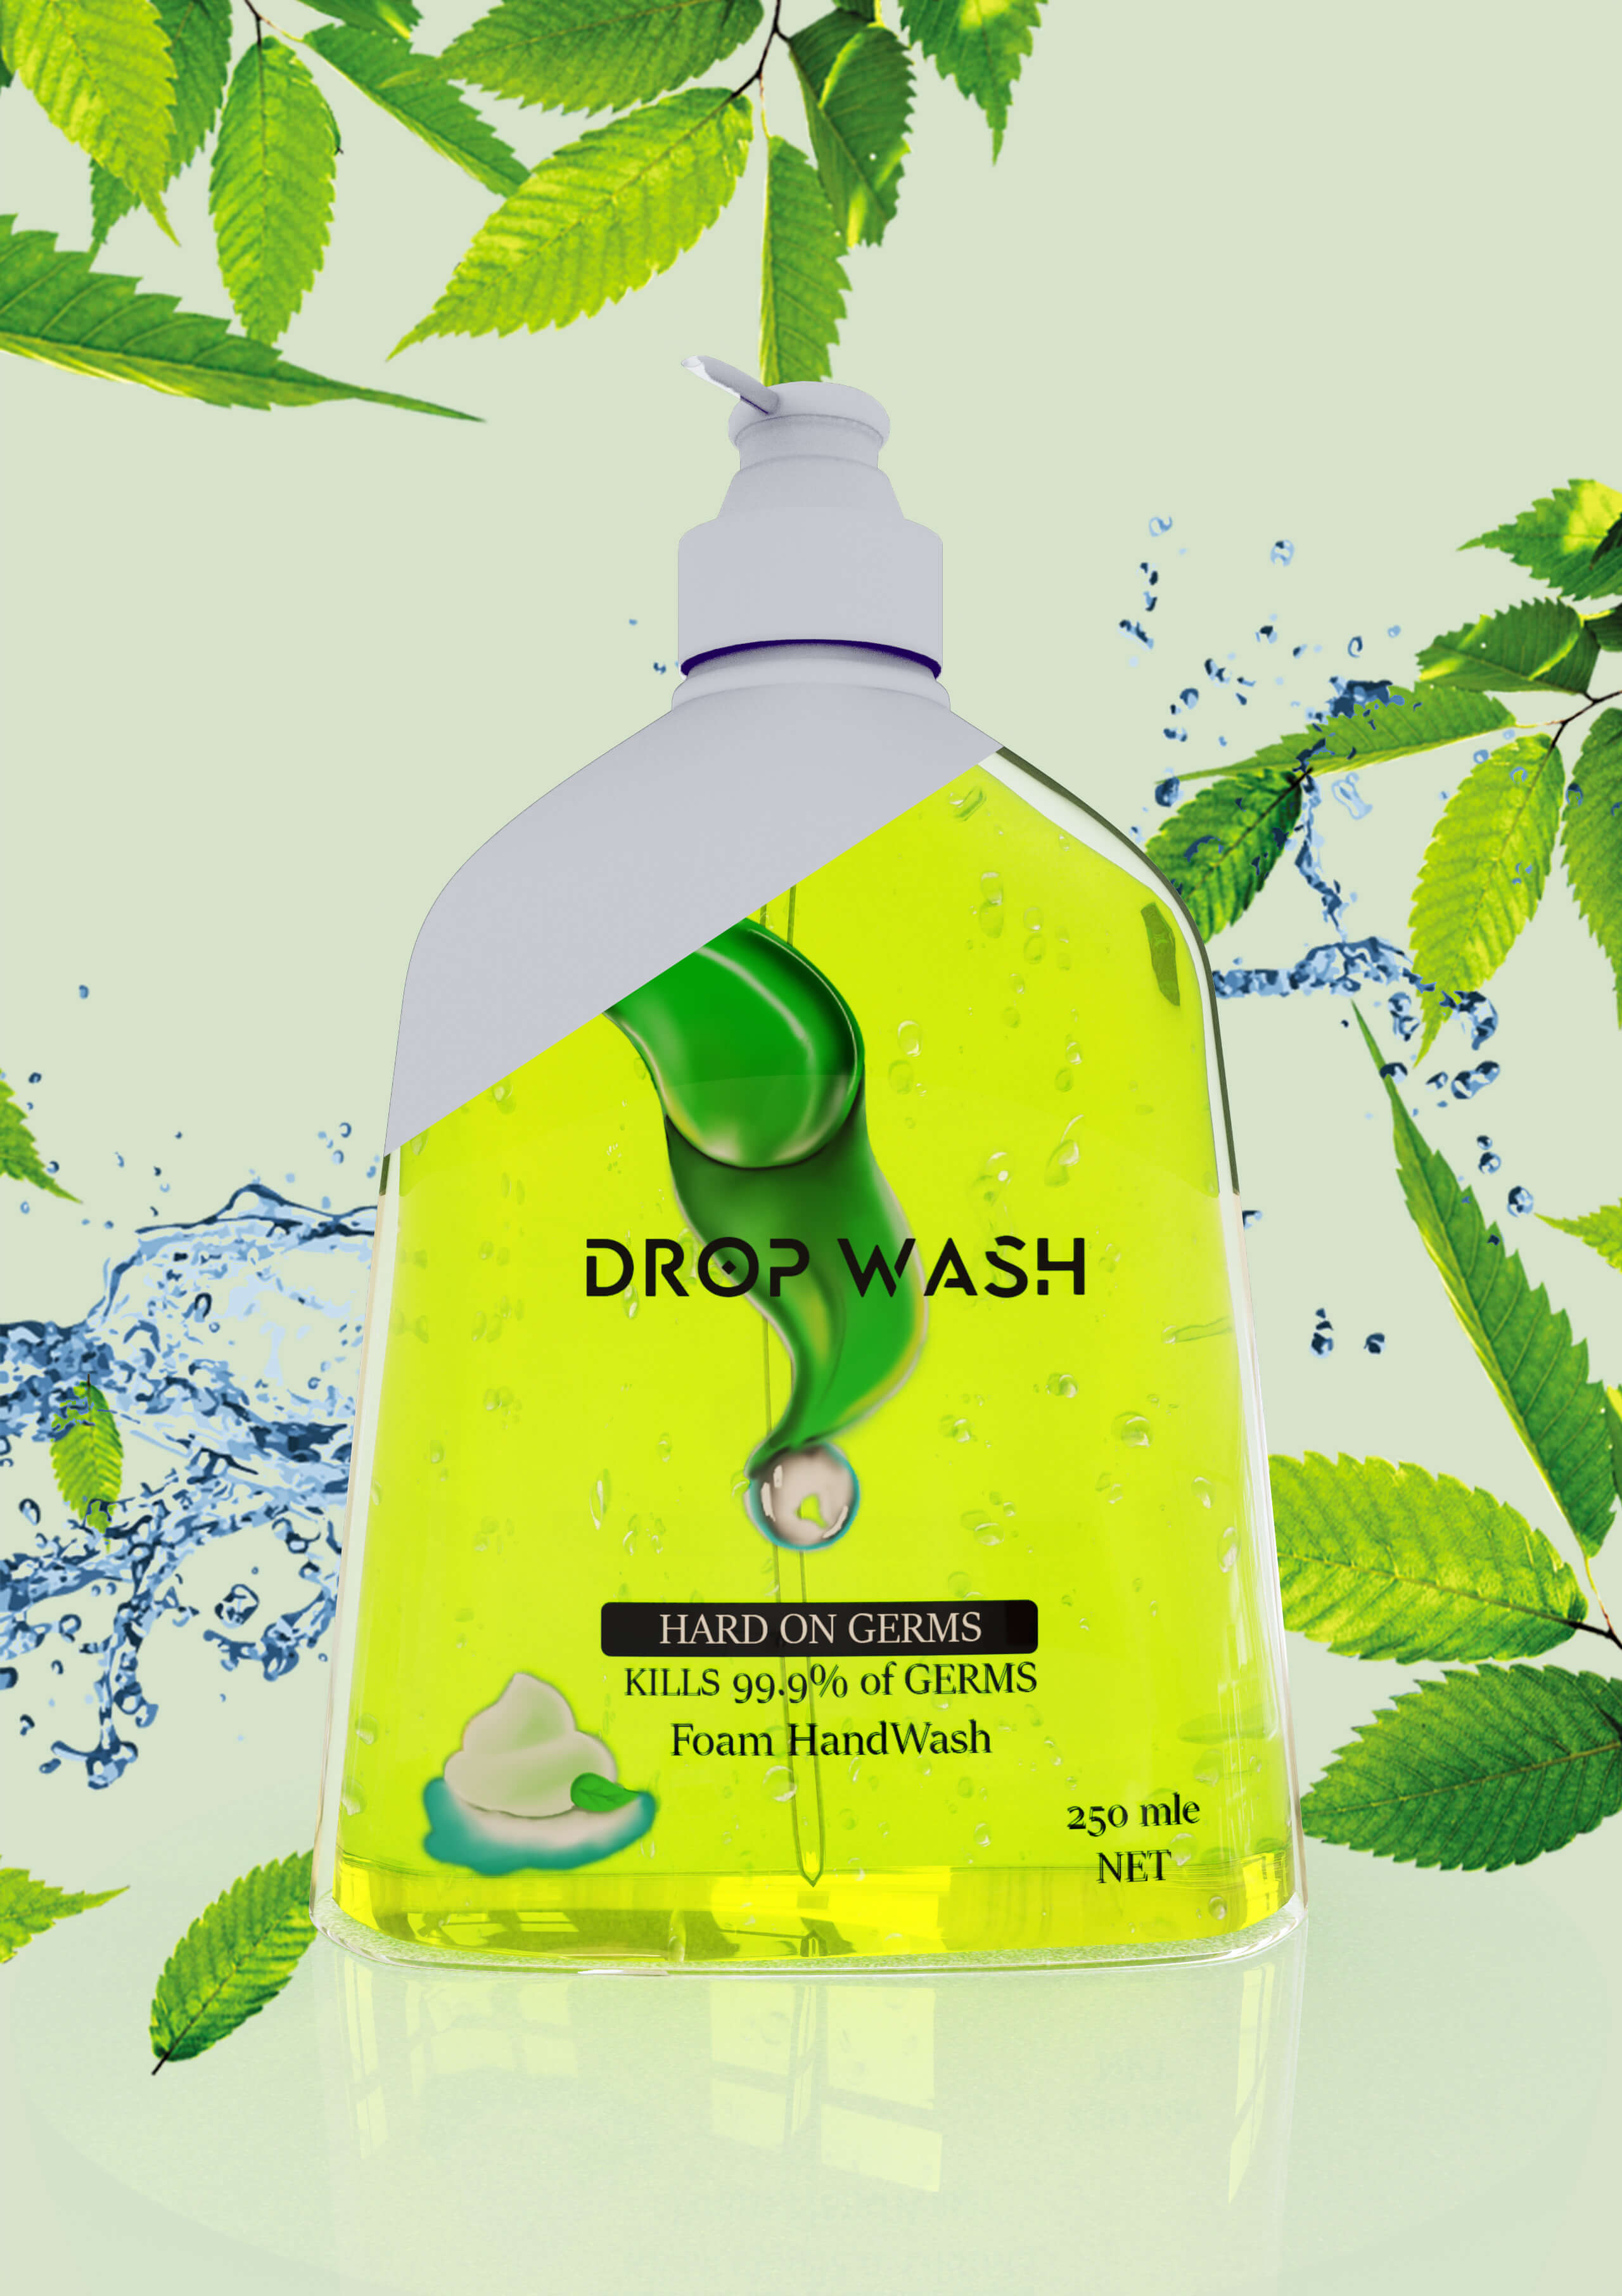 DROP WASH
HARD ON GERMS
KILLS 99.9% of GERMS
Foam HandWash
250 mle
NET